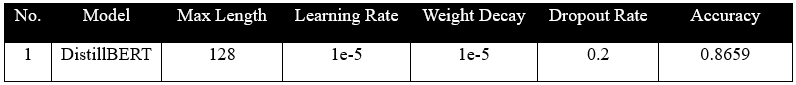 No. Model Max Length Learning Rate Weight Decay Dropout Rate Accuracy
1 DistillBERT 128 1e-5 1e-5 0.2 0.8659